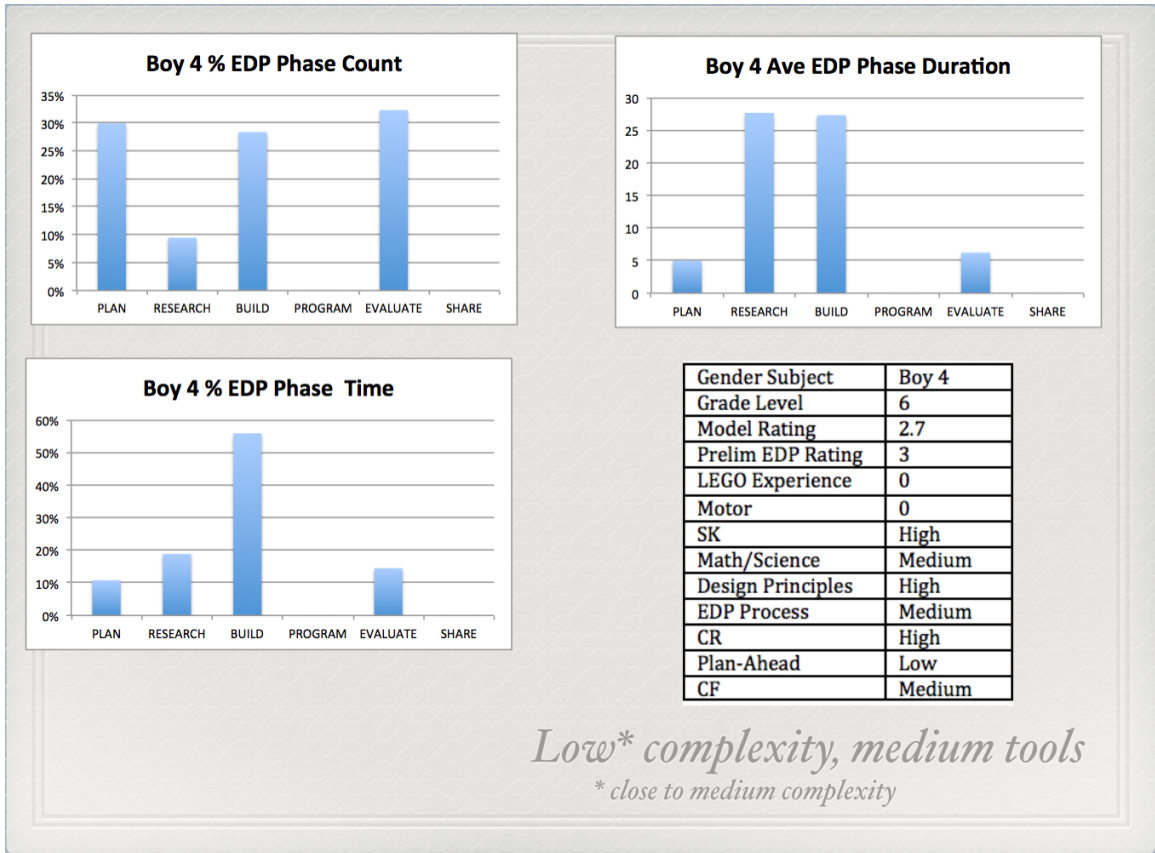 Boy 4 % EDP Phase Count
35%
30%
25%
20%
15%
10%
5%
0%
PLAN RESEARCH BUILD PROGRAM EVALUATE SHARE
Boy 4 Ave EDP Phase Duration
30
25
20
15
10
5
0
PLAN RESEARCH BUILD PROGRAM EVALUATE SHARE
Boy 4 % EDP Phase Time
60%
50%
40%
30%
20%
10%
0%
PLAN RESEARCH BUILD PROGRAM EVALUATE SHARE
Gender Subject Boy 4
Grade Level 6
Model Rating 2.7
Prelim EDP Rating 3
LEGO Experience 0
Motor 0
SK High
Math/Science Medium
Design Principles High
EDP Process Medium
CR High
Plan-Ahead Low
CF Medium
Low* complexity, medium tools
* close to medium complexity